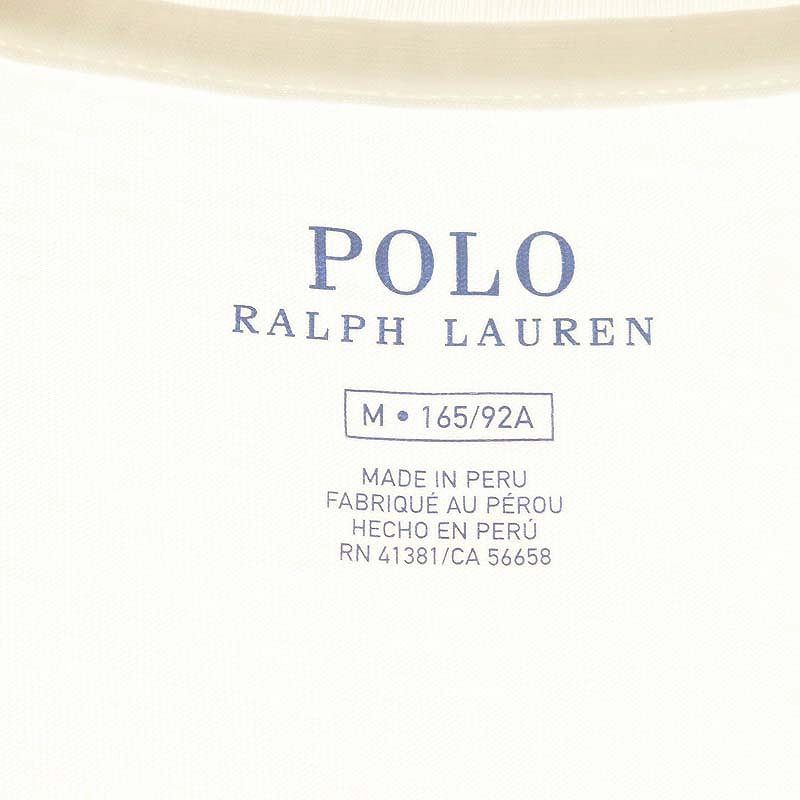 POLO
RALPH LAUREN
M • 165/92A
MADE IN PERU
FABRIQUÉ AU PÉROU
HECHO EN PERÚ
RN 41381/CA 56658